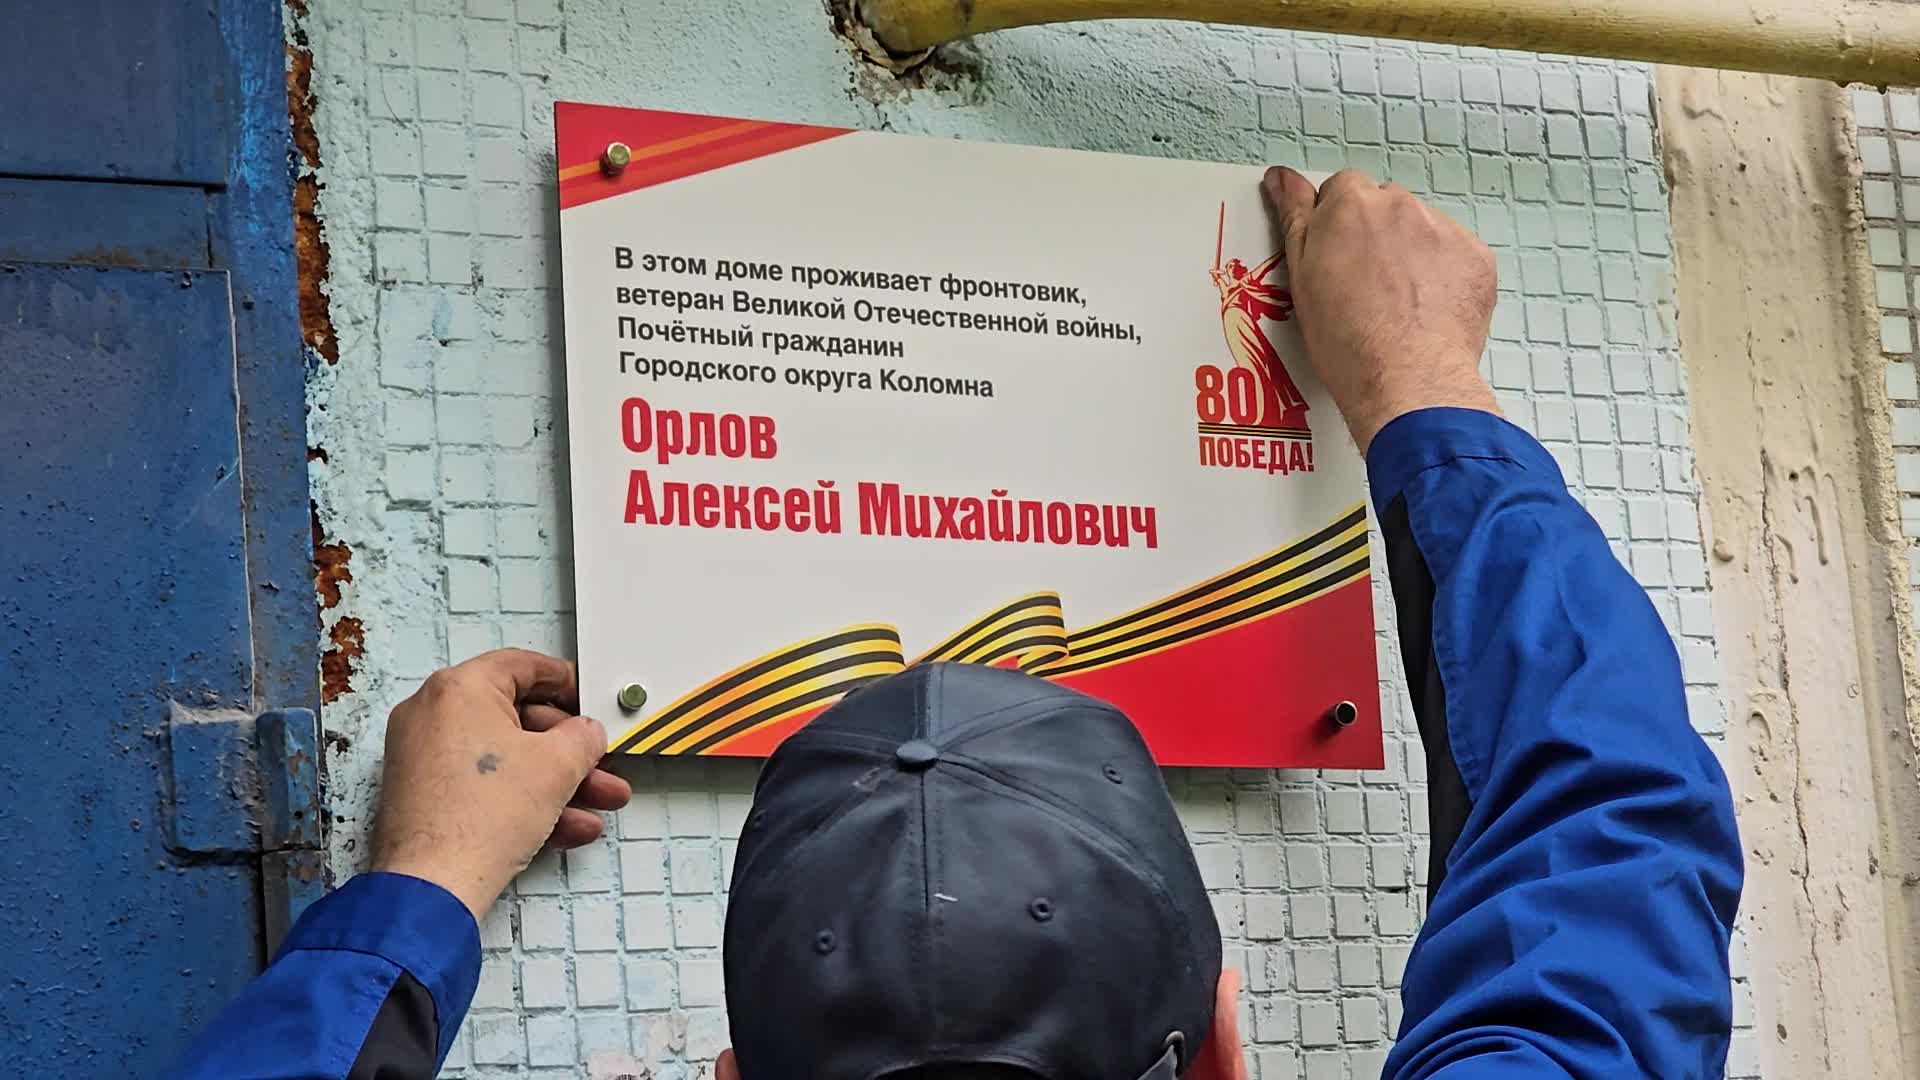 В этом доме проживает фронтовик,
ветеран Великой Отечественной войны,
Почётный гражданин
Городского округа Коломна
Орлов
Алексей Михайлович
80
ПОБЕДА!